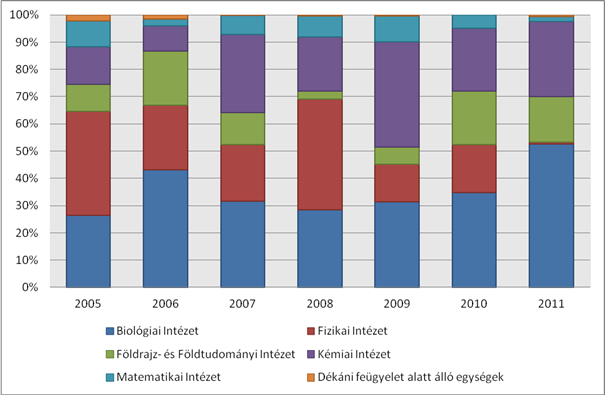 100%
90%
80%
70%
60%
50%
40%
30%
20%
10%
0%
2005 2006 2007 2008 2009 2010 2011
Biológiai Intézet Fizikai Intézet
Földrajz- és Földtudományi Intézet Kémiai Intézet
Matematikai Intézet Dékáni feügyelet alatt álló egységek